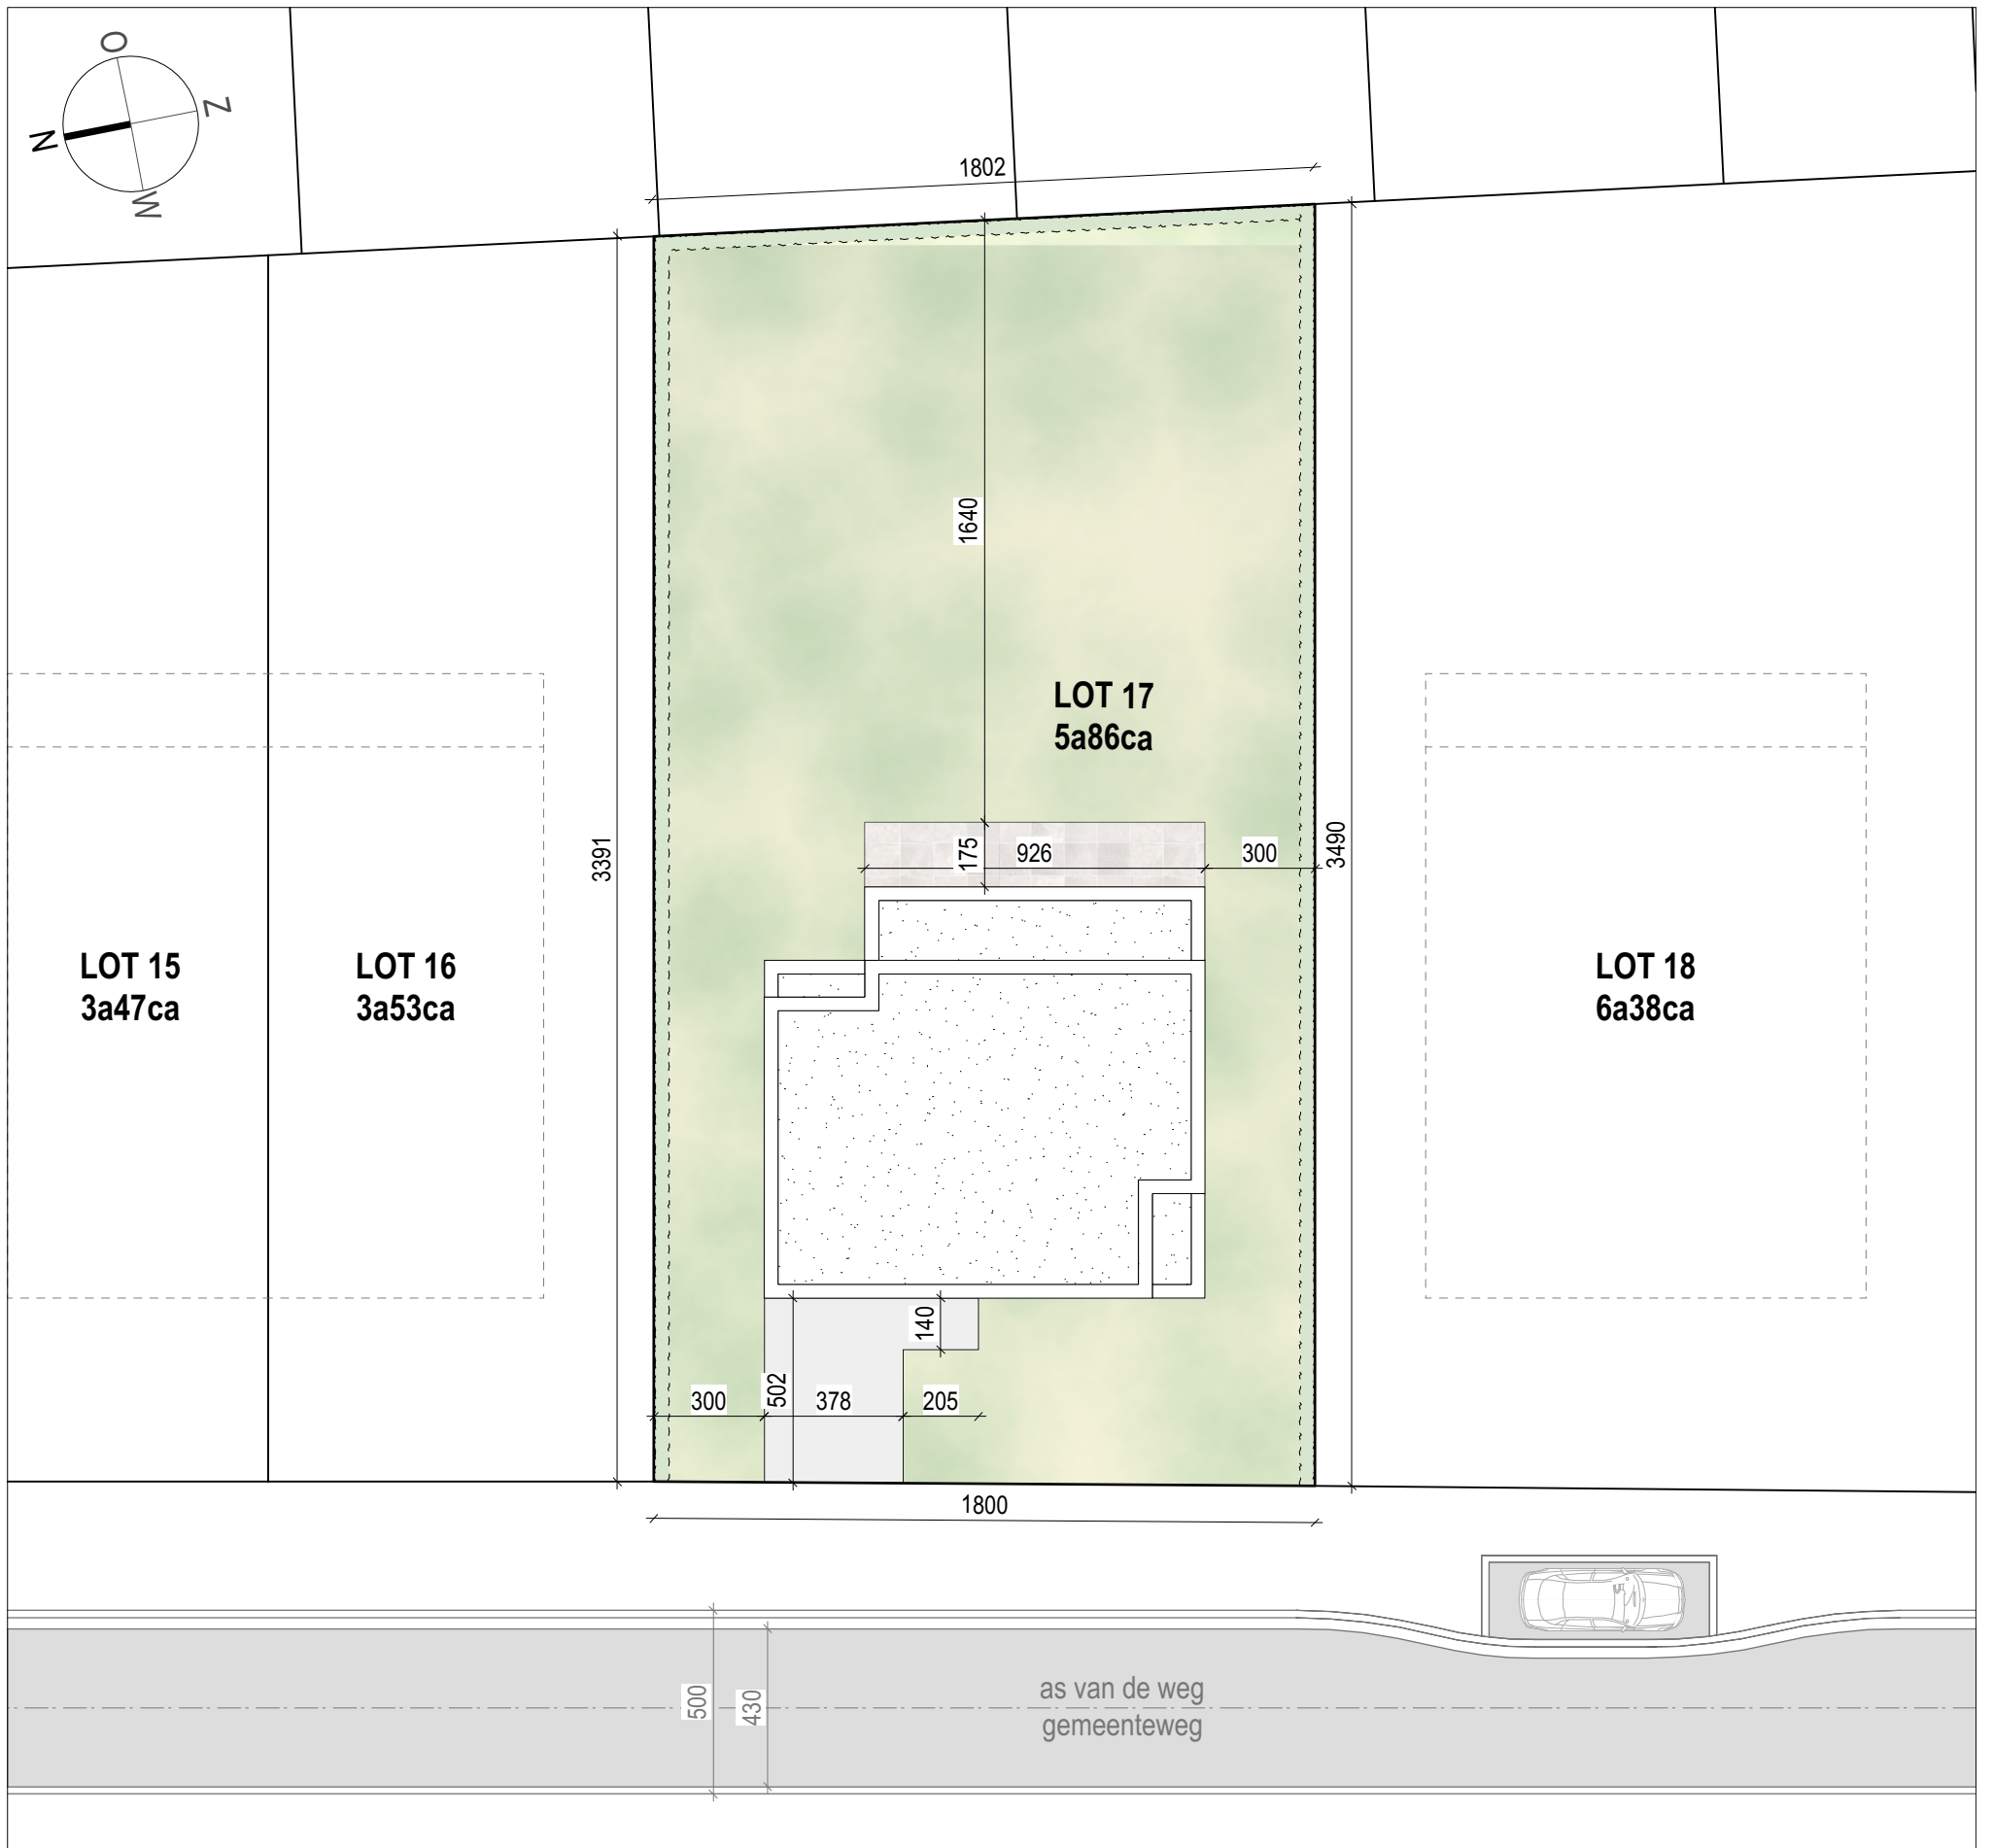 O
Z
N
W
1802
1640
LOT 17
5a86ca
3391
175
926
300
3490
LOT 15
3a47ca
LOT 16
3a53ca
LOT 18
6a38ca
140
300
502
378
205
1800
500
430
as van de weg
gemeenteweg